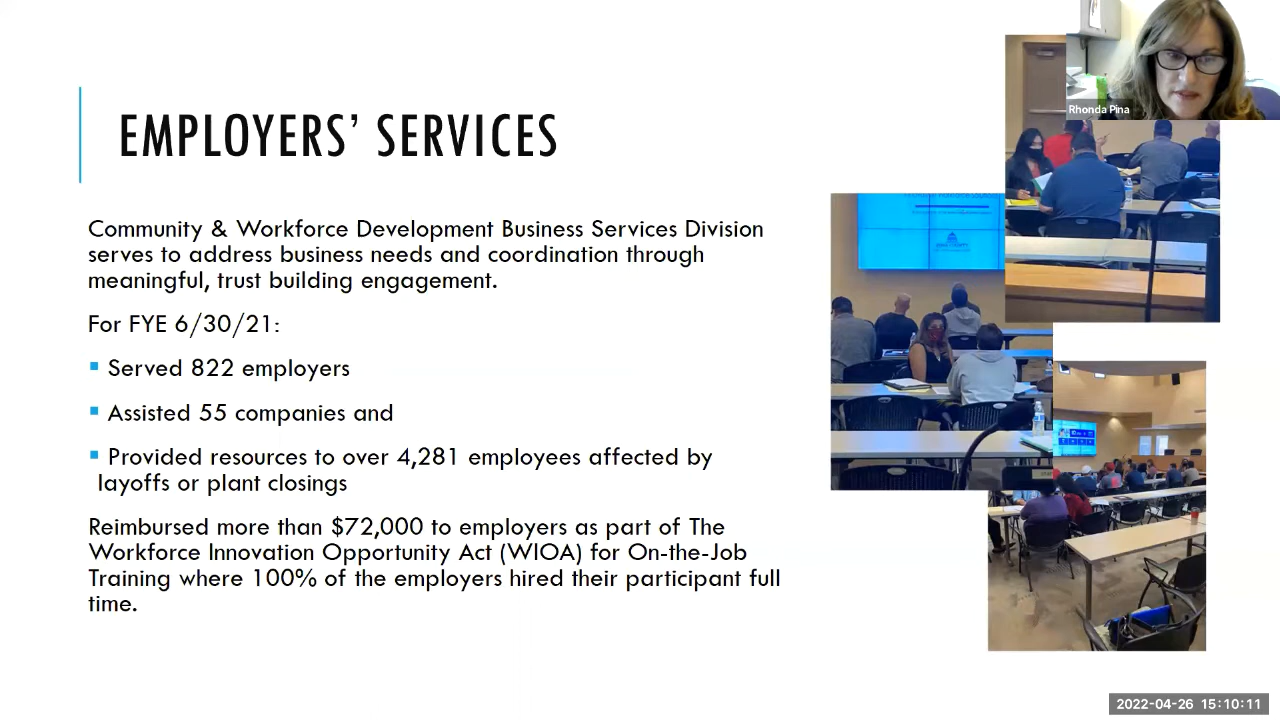 Rhonda Pina
EMPLOYERS’ SERVICES
Community & Workforce Development Business Services Division
serves to address business needs and coordination through
meaningful, trust building engagement.
For FYE 6/30/21:
Served 822 employers
Assisted 55 companies and
Provided resources to over 4,281 employees affected by
layoffs or plant closings
Reimbursed more than $72,000 to employers as part of The
Workforce Innovation Opportunity Act (WIOA) for On-the-Job
Training where 100% of the employers hired their participant full
time.
2022-04-26 15:10:11